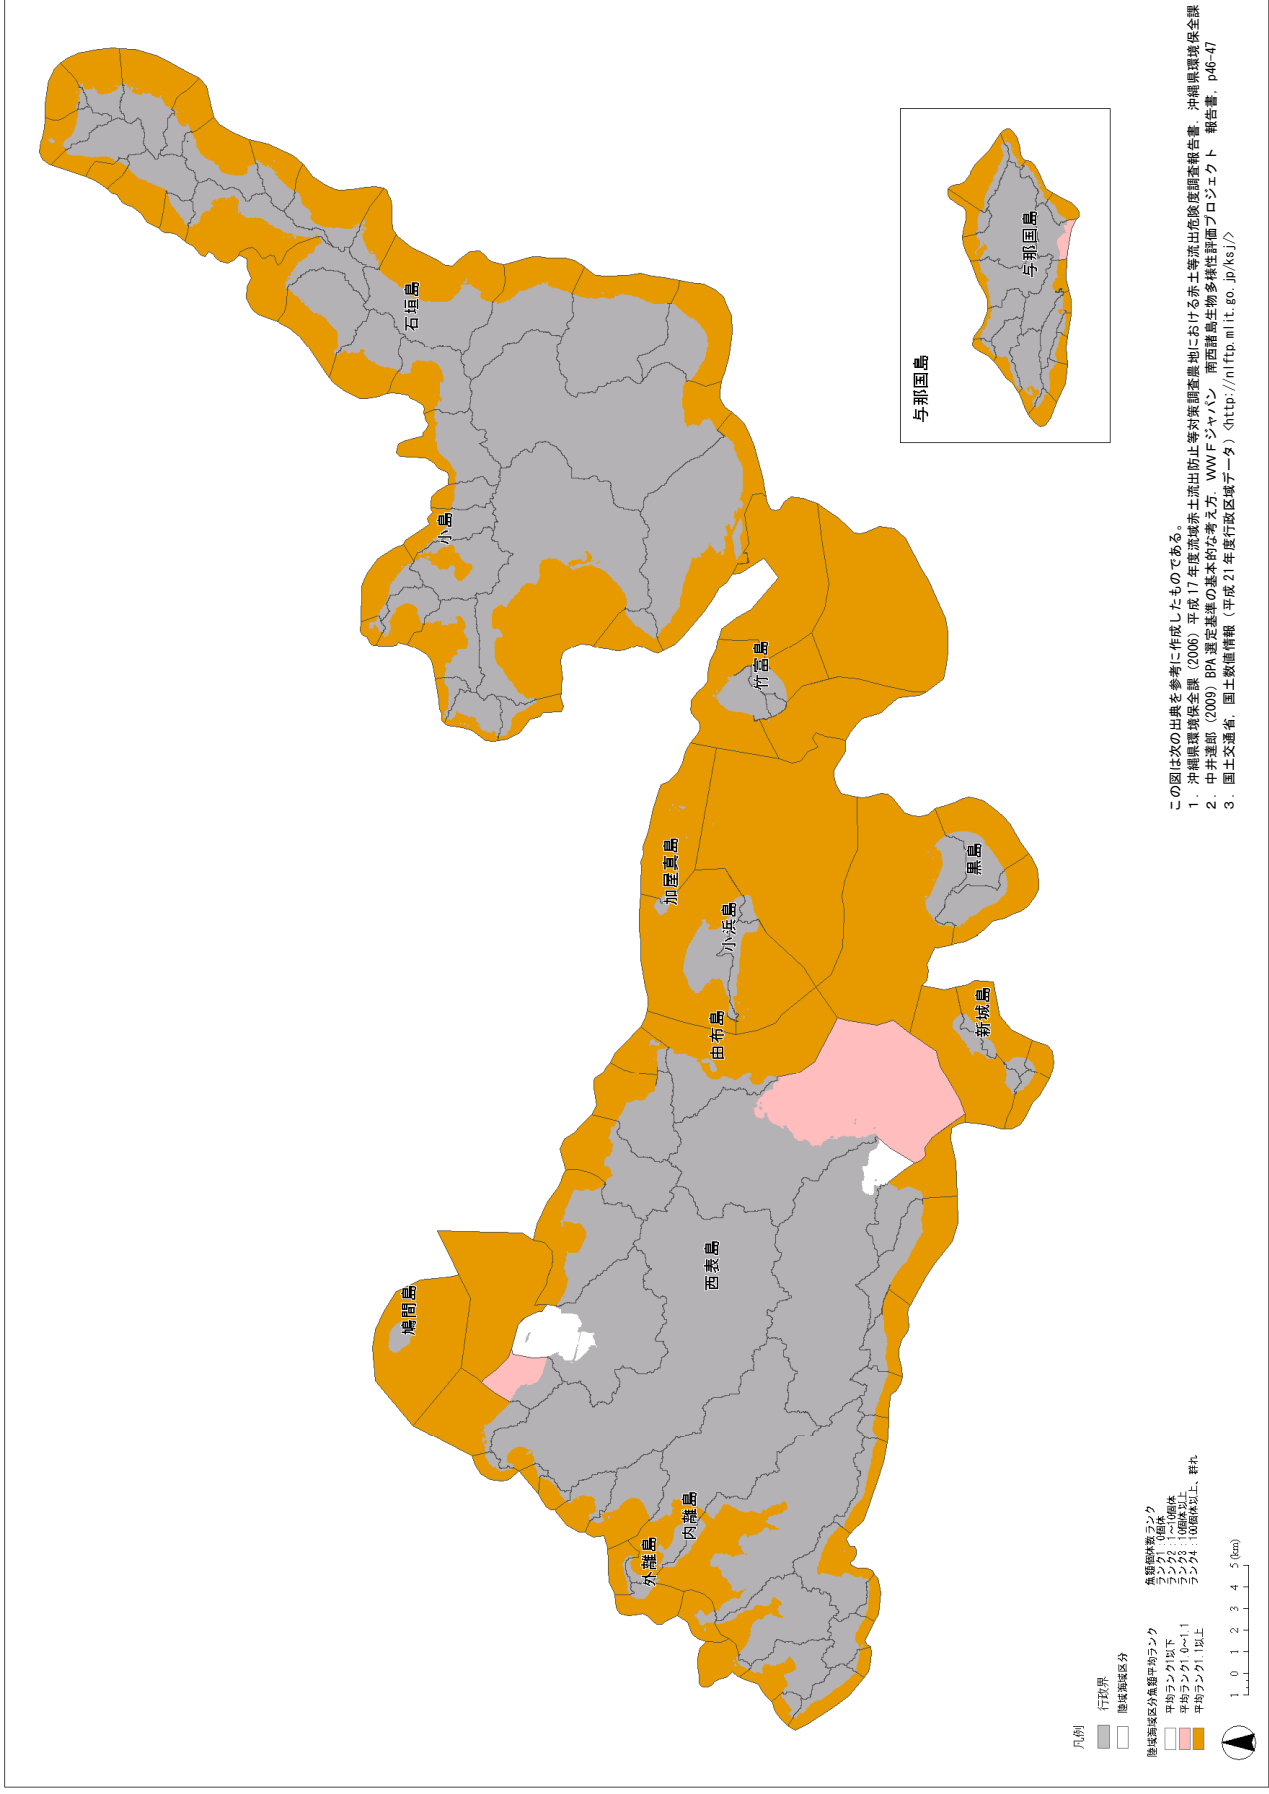 石垣島
小島
竹富島
加屋真島
小浜島
由布島
黒島
新城島
西表島
鳩間島
内離島
外離島
与那国島
与那国島
この図は次の出典を参考に作成したものである。
1. 沖縄県環境保全課（2006）平成17年度流域赤土流出防止等対策調査農地における赤土等流出危険度調査報告書. 沖縄県環境保全課
2. 中井達郎（2009）BPA選定基準の基本的な考え方. WWFジャパン 南西諸島生物多様性評価プロジェクト 報告書. p46-47
3. 国土交通省. 国土数値情報（平成21年度行政区域データ）<http://nlftp.mlit.go.jp/ksj/>
凡例
行政界
陸域海域区分
陸域海域区分魚類平均ランク
平均ランク1以下
平均ランク1.0~1.1
平均ランク1.1以上
魚類個体数ランク
ランク1：0個体
ランク2：1~10個体
ランク3：10個体以上
ランク4：100個体以上、群れ
1 0 1 2 3 4 5(km)